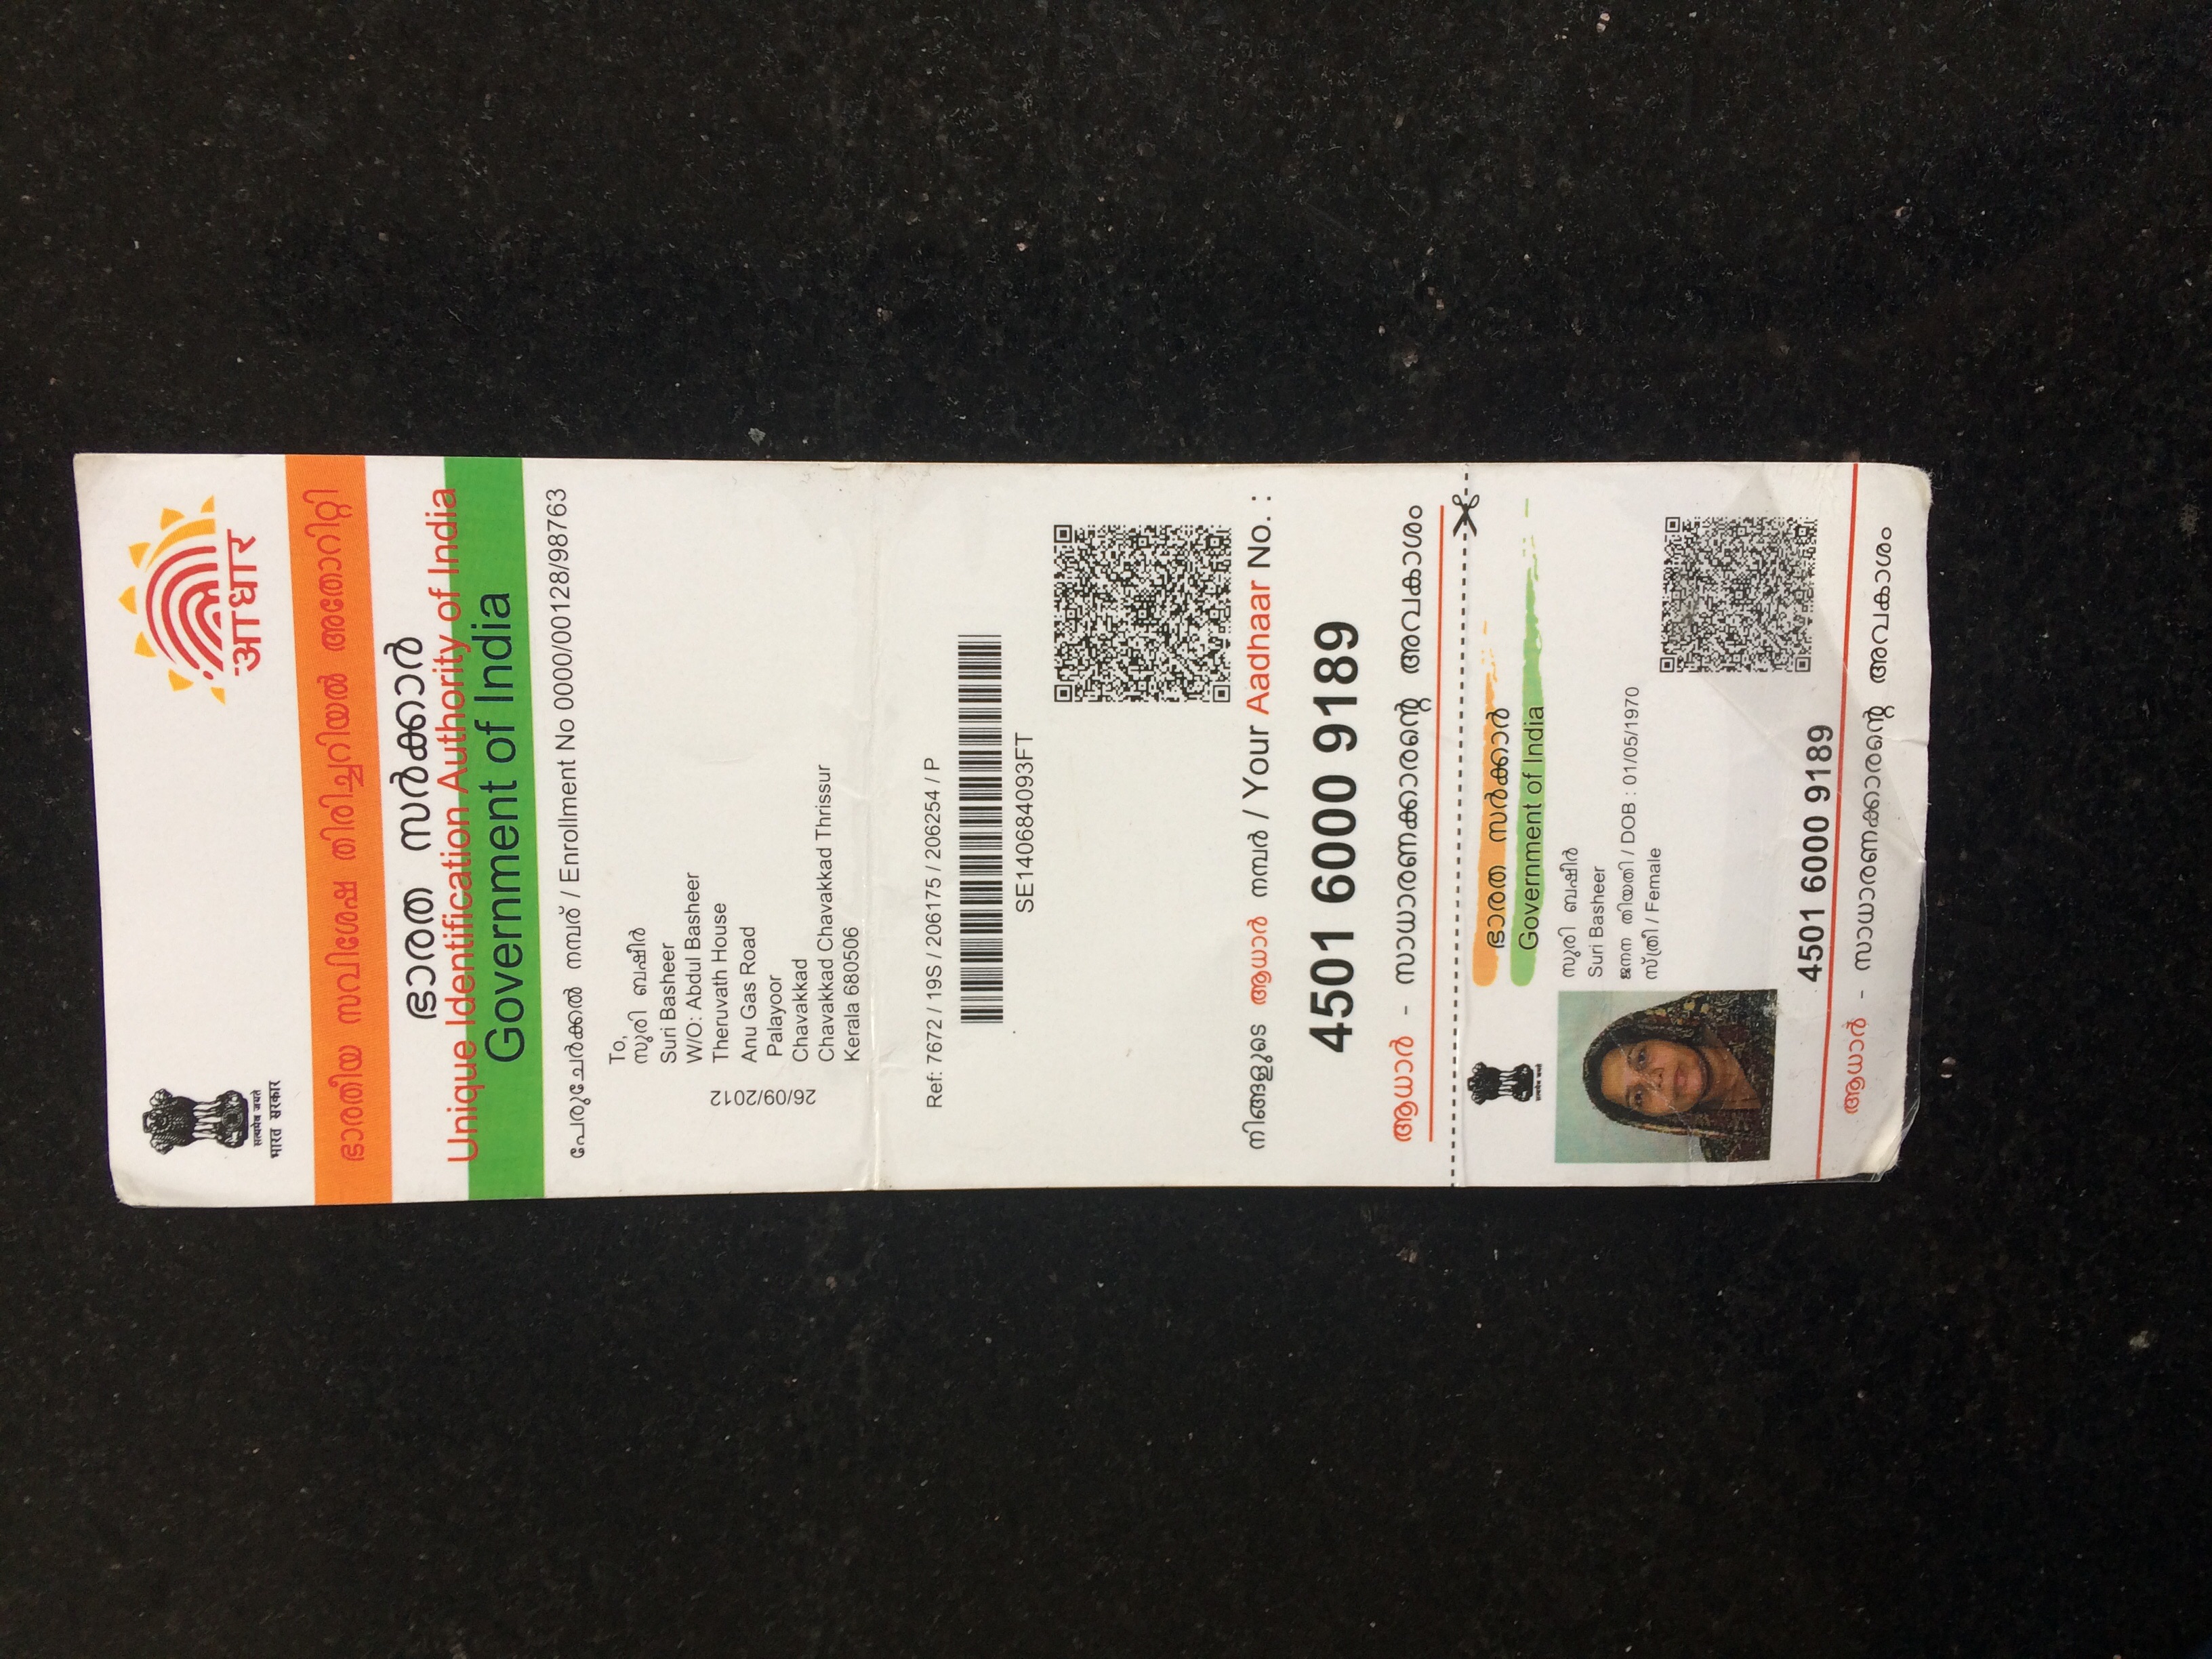 सत्यमेव जयते
भारत सरकार
आधार
ഭാരതീയ സവിശേഷ തിരിച്ചറിയൽ അതോറിറ്റി
ഭാരത സർക്കാർ
Unique Identification Authority of India
Government of India
പേരുചേർക്കൽ നമ്പര് / Enrollment No 0000/00128/98763
To,
സുരി ബഷീർ
Suri Basheer
W/O: Abdul Basheer
Theruvath House
Anu Gas Road
Palayoor
Chavakkad
Chavakkad Chavakkad Thrissur
Kerala 680506
26/09/2012
Ref: 7672 / 19S / 206175 / 206254 / P
SE140684093FT
നിങ്ങളുടെ ആധാർ നമ്പർ / Your Aadhaar No. :
4501 6000 9189
ആധാർ - സാധാരണക്കാരന്റെ അവകാശം
सत्यमेव जयते
ഭാരത സർക്കാർ
Government of India
സുരി ബഷീർ
Suri Basheer
ജനന തിയതി / DOB : 01/05/1970
സ്ത്രീ / Female
4501 6000 9189
ആധാർ - സാധാരണക്കാരന്റെ അവകാശം